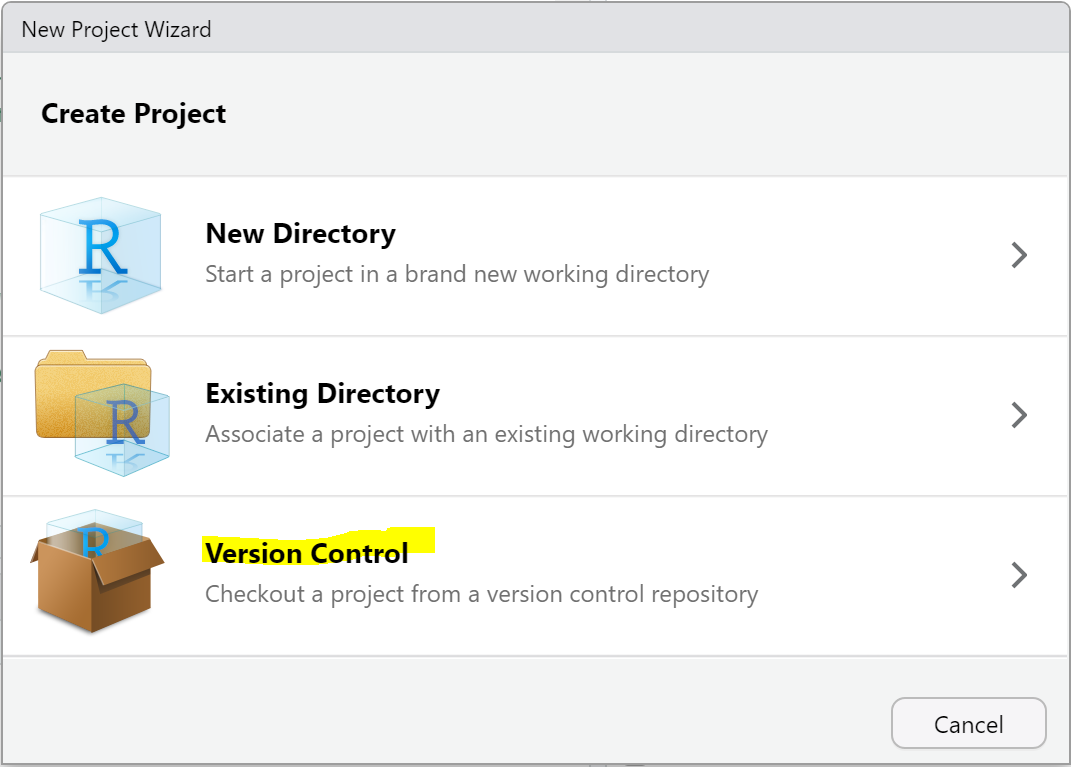 New Project Wizard
Create Project
R
New Directory
Start a project in a brand new working directory
R
Existing Directory
Associate a project with an existing working directory
R
Version Control
Checkout a project from a version control repository
Cancel